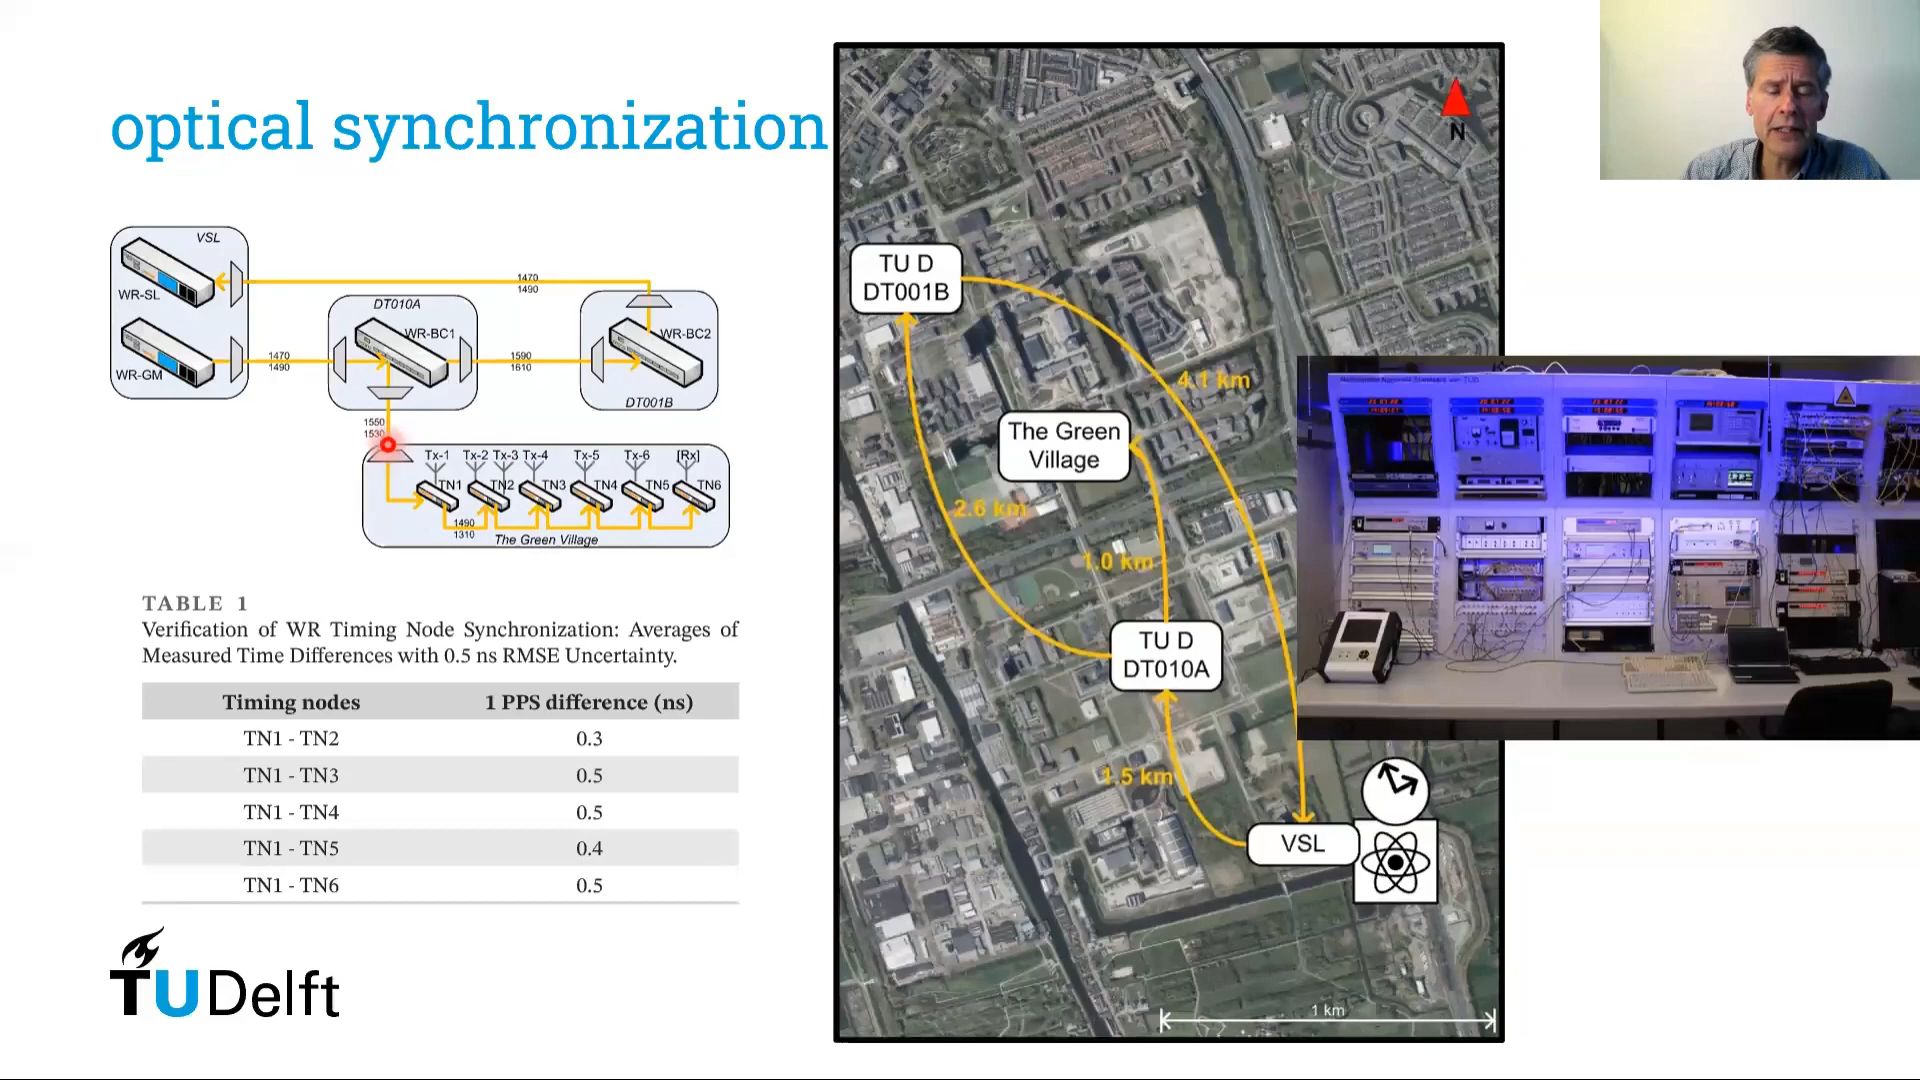 optical synchronization
VSL
WR-SL
WR-GM
1470
1490
1470
1490
DT010A
WR-BC1
1590
1610
WR-BC2
DT001B
1550
1530
Tx-1
Tx-2
Tx-3
Tx-4
Tx-5
Tx-6
[Rx]
TN1
TN2
TN3
TN4
TN5
TN6
1490
1310
The Green Village
TABLE 1
Verification of WR Timing Node Synchronization: Averages of
Measured Time Differences with 0.5 ns RMSE Uncertainty.
Timing nodes 1 PPS difference (ns)
TN1 - TN2 0.3
TN1 - TN3 0.5
TN1 - TN4 0.5
TN1 - TN5 0.4
TN1 - TN6 0.5
TUDelft
N
TU D
DT001B
4.1 km
The Green
Village
2.6 km
1.0 km
TU D
DT010A
1.5 km
VSL
1 km